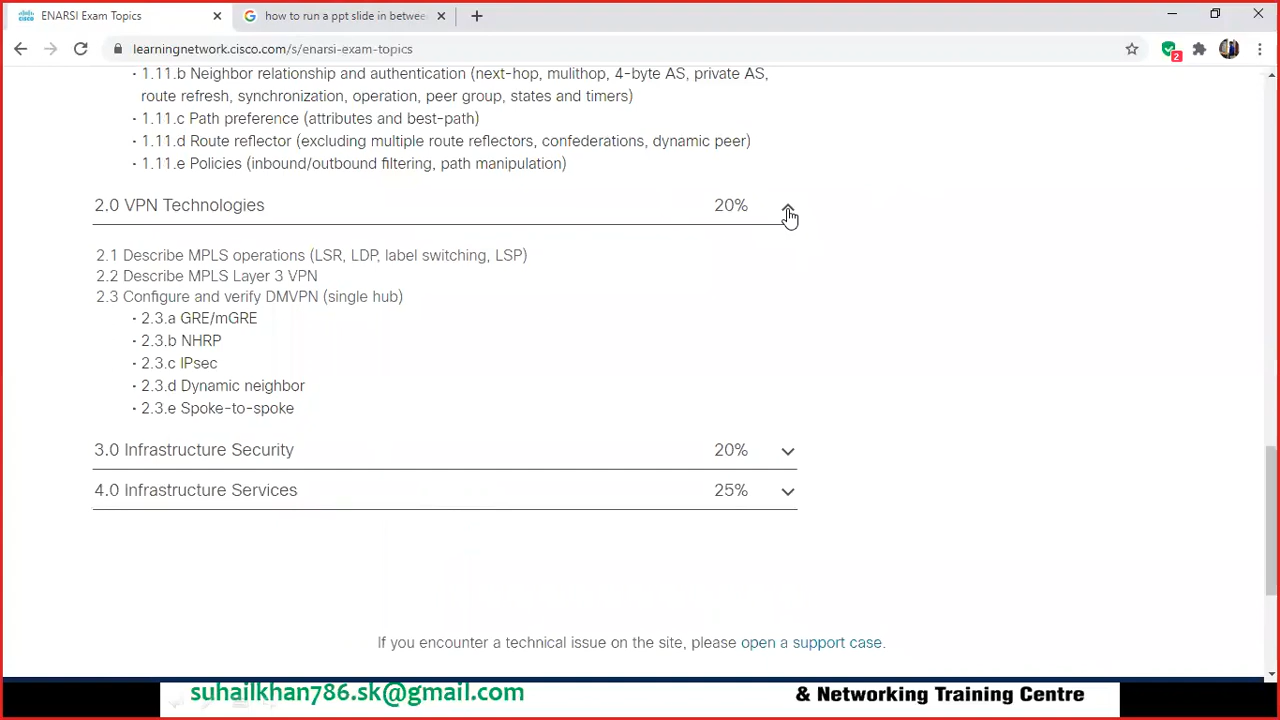 ENARSI Exam Topics
how to run a ppt slide in betwee
learningnetwork.cisco.com/s/enarsi-exam-topics
2
• 1.11.b Neighbor relationship and authentication (next-hop, mulithop, 4-byte AS, private AS,
route refresh, synchronization, operation, peer group, states and timers)
• 1.11.c Path preference (attributes and best-path)
• 1.11.d Route reflector (excluding multiple route reflectors, confederations, dynamic peer)
• 1.11.e Policies (inbound/outbound filtering, path manipulation)
2.0 VPN Technologies 20%
2.1 Describe MPLS operations (LSR, LDP, label switching, LSP)
2.2 Describe MPLS Layer 3 VPN
2.3 Configure and verify DMVPN (single hub)
• 2.3.a GRE/mGRE
• 2.3.b NHRP
• 2.3.c IPsec
• 2.3.d Dynamic neighbor
• 2.3.e Spoke-to-spoke
3.0 Infrastructure Security 20%
4.0 Infrastructure Services 25%
If you encounter a technical issue on the site, please open a support case.
suhailkhan786.sk@gmail.com & Networking Training Centre